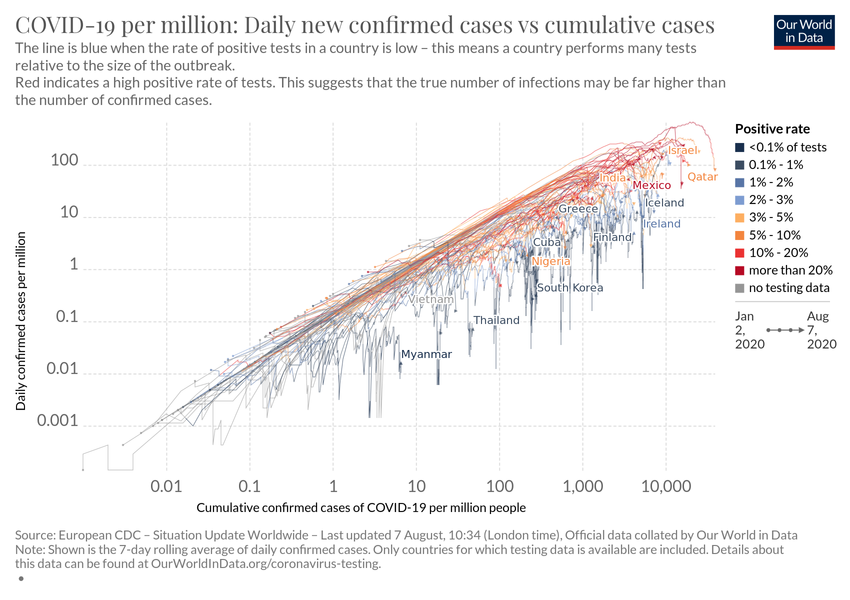 COVID-19 per million: Daily new confirmed cases vs cumulative cases
Our World
in Data
The line is blue when the rate of positive tests in a country is low – this means a country performs many tests
relative to the size of the outbreak.
Red indicates a high positive rate of tests. This suggests that the true number of infections may be far higher than
the number of confirmed cases.
Positive rate
<0.1% of tests
0.1% - 1%
1% - 2%
2% - 3%
3% - 5%
5% - 10%
10% - 20%
more than 20%
no testing data
Jan
2,
2020
Aug
7,
2020
Daily confirmed cases per million
100
10
1
0.1
0.01
0.001
Israel
India
Qatar
Mexico
Iceland
Greece
Ireland
Finland
Cuba
Nigeria
South Korea
Vietnam
Thailand
Myanmar
0.01
0.1
1
10
100
1,000
10,000
Cumulative confirmed cases of COVID-19 per million people
Source: European CDC – Situation Update Worldwide – Last updated 7 August, 10:34 (London time), Official data collated by Our World in Data
Note: Shown is the 7-day rolling average of daily confirmed cases. Only countries for which testing data is available are included. Details about
this data can be found at OurWorldInData.org/coronavirus-testing.